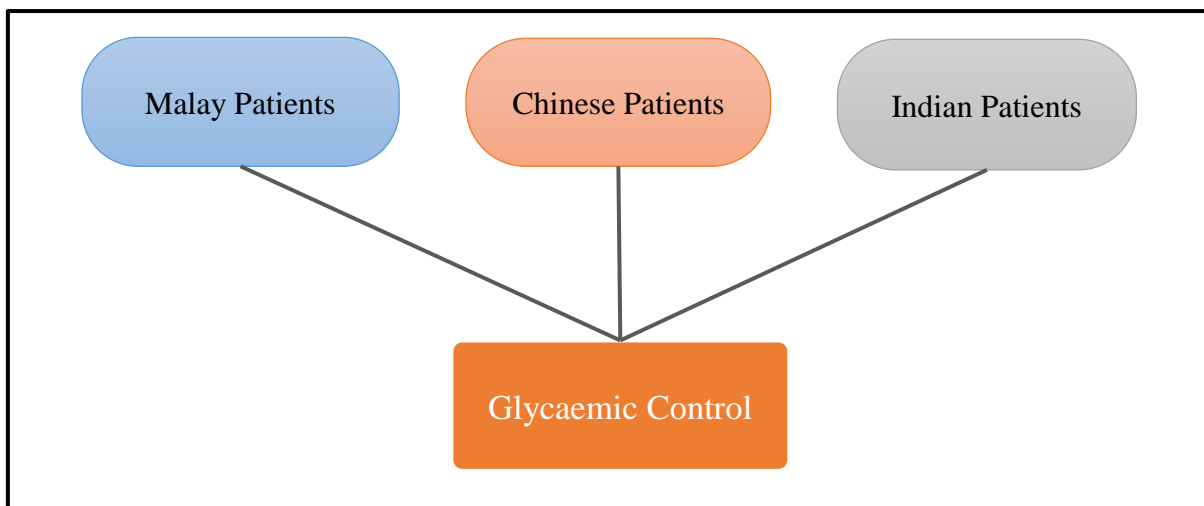 Malay Patients
Chinese Patients
Indian Patients
Glycaemic Control